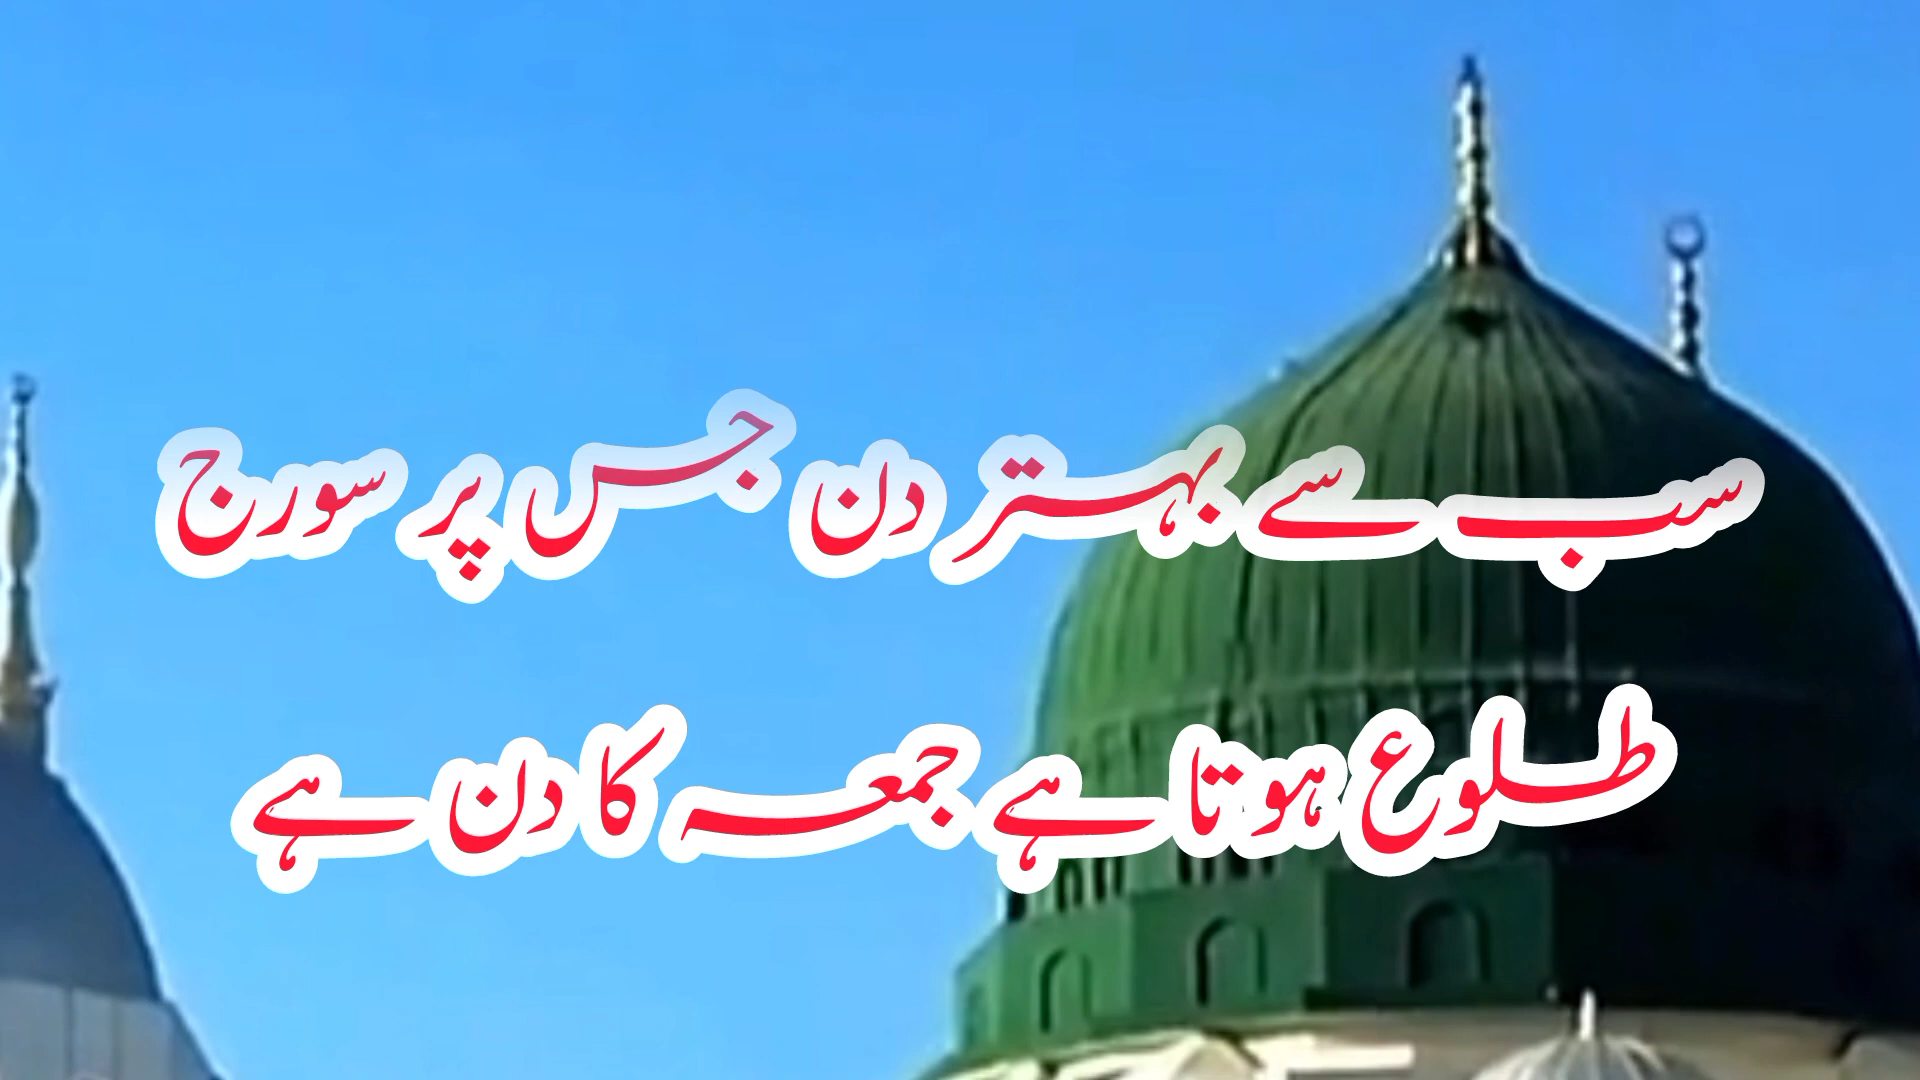 سب سے بہتر دن جس پر سورج
طلوع ہوتا ہے جمعہ کا دن ہے